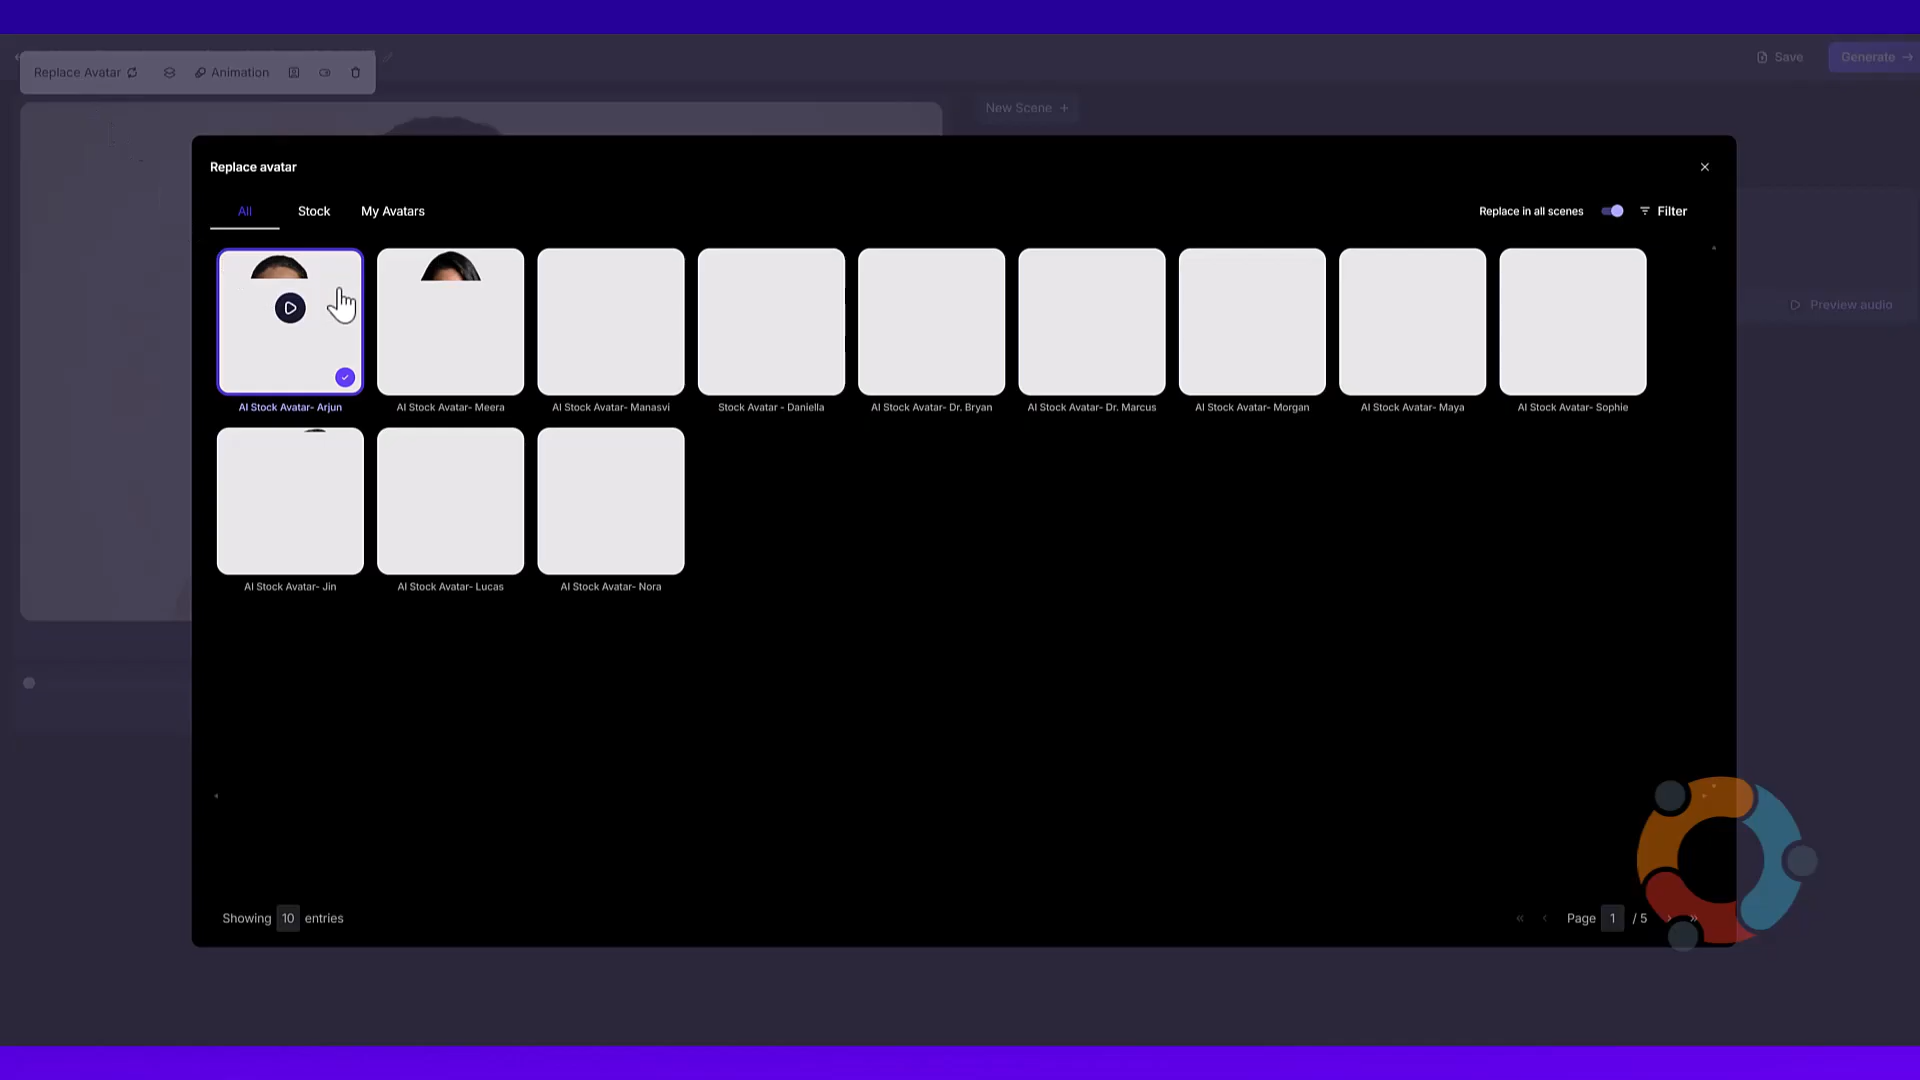 Replace Avatar
Animation
Save
Generate
New Scene +
Replace avatar
All
Stock
My Avatars
Replace in all scenes
Filter
Preview audio
AI Stock Avatar- Arjun
AI Stock Avatar- Meera
AI Stock Avatar- Manasvi
Stock Avatar - Daniella
AI Stock Avatar- Dr. Bryan
AI Stock Avatar- Dr. Marcus
AI Stock Avatar- Morgan
AI Stock Avatar- Maya
AI Stock Avatar- Sophie
AI Stock Avatar- Jin
AI Stock Avatar- Lucas
AI Stock Avatar- Nora
Showing 10 entries
Page 1 / 5